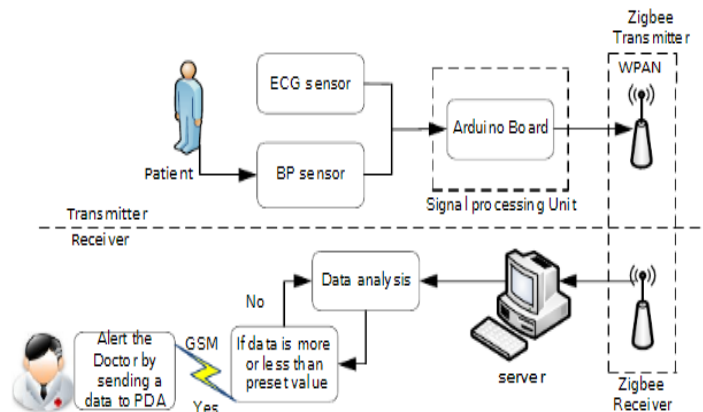 Zigbee
Transmitter
WPAN
ECG sensor
Arduino Board
Patient
BP sensor
Signal processing Unit
Transmitter
Receiver
Data analysis
No
Alert the
Doctor by
sending a
data to PDA
GSM
Yes
If data is more
or less than
preset value
server
Zigbee
Receiver